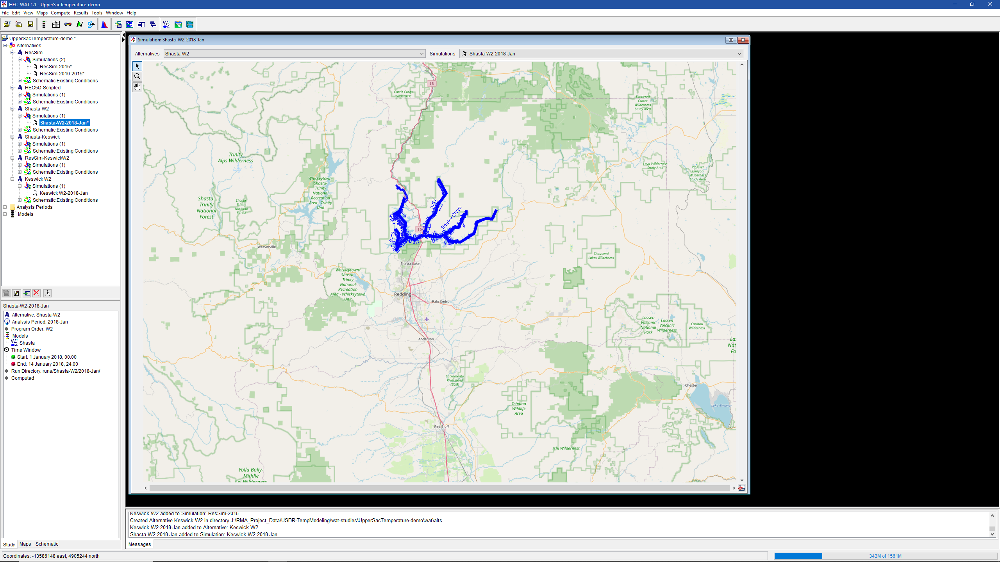 HEC-WAT 1.1 - UpperSacTemperature-demo
File Edit View Maps Compute Results Tools Window Help
UpperSacTemperature-demo *
Alternatives
ResSim
Simulations (2)
ResSim-2015*
ResSim-2010-2015*
Schematic:Existing Conditions
HEC5Q-Scripted
Simulations (1)
Schematic:Existing Conditions
Shasta-W2
Simulations (1)
Shasta-W2-2018-Jan*
Schematic:Existing Conditions
Shasta-Keswick
Simulations (1)
Schematic:Existing Conditions
ResSim-KeswickW2
Simulations (1)
Schematic:Existing Conditions
Keswick W2
Simulations (1)
Keswick W2-2018-Jan
Schematic:Existing Conditions
Analysis Periods
Models
Shasta-W2-2018-Jan
Alternative: Shasta-W2
Analysis Period: 2018-Jan
Program Order: W2
Models
Shasta
Time Window
Start: 1 January 2018, 00:00
End: 14 January 2018, 24:00
Run Directory: runs/Shasta-W2/2018-Jan/
Computed
Study Maps Schematic
Simulation: Shasta-W2-2018-Jan
Alternatives Shasta-W2 Simulations Shasta-W2-2018-Jan
I 5
Castle Crags
Wilderness
Timbered
Crater
Wilderness
Study Area
Trinity
Alps Wilderness
Lava Wilderness
Study Area
Pit River
Canyon
Wilderness
Study Area
Whiskeytown-
Shasta-
Trinity
National
Recreation
Area - Trinity
Unit
Shasta-
Trinity
National
Forest
Shasta-
Trinity
National
Forest
Sac2
Squaw Creek
Sac3
I 5
Sac4
Weaverville
Thousand
Lakes Wilderness
Shasta Lake
Whiskeytown-
Shasta-
Trinity
National
Recreation
Area - Whiskeytown
Unit
Redding
Palo Cedro
Lassen
Volcanic
National
Park
Lassen
Volcanic
Wilderness
Caribou
Wilderness
Anderson
Las
Nat
Fo
Sacramento
River Bend
(BLM)
Chester
Tehama
Wildlife
Area
Lake Almanor
Red Bluff
Ishi Wilderness
Yolla Bolly-
Middle
Eel Wilderness
Keswick W2 added to Simulation: ResSim-2015
Created Alternative Keswick W2 in directory J:\RMA_Project_Data\USBR-TempModeling\wat-studies\UpperSacTemperature-demo\wat\alts
Keswick W2-2018-Jan added to Alternative: Keswick W2
Shasta-W2-2018-Jan added to Simulation: Keswick W2-2018-Jan
Messages
Coordinates: -13586148 east, 4905244 north
343M of 1561M